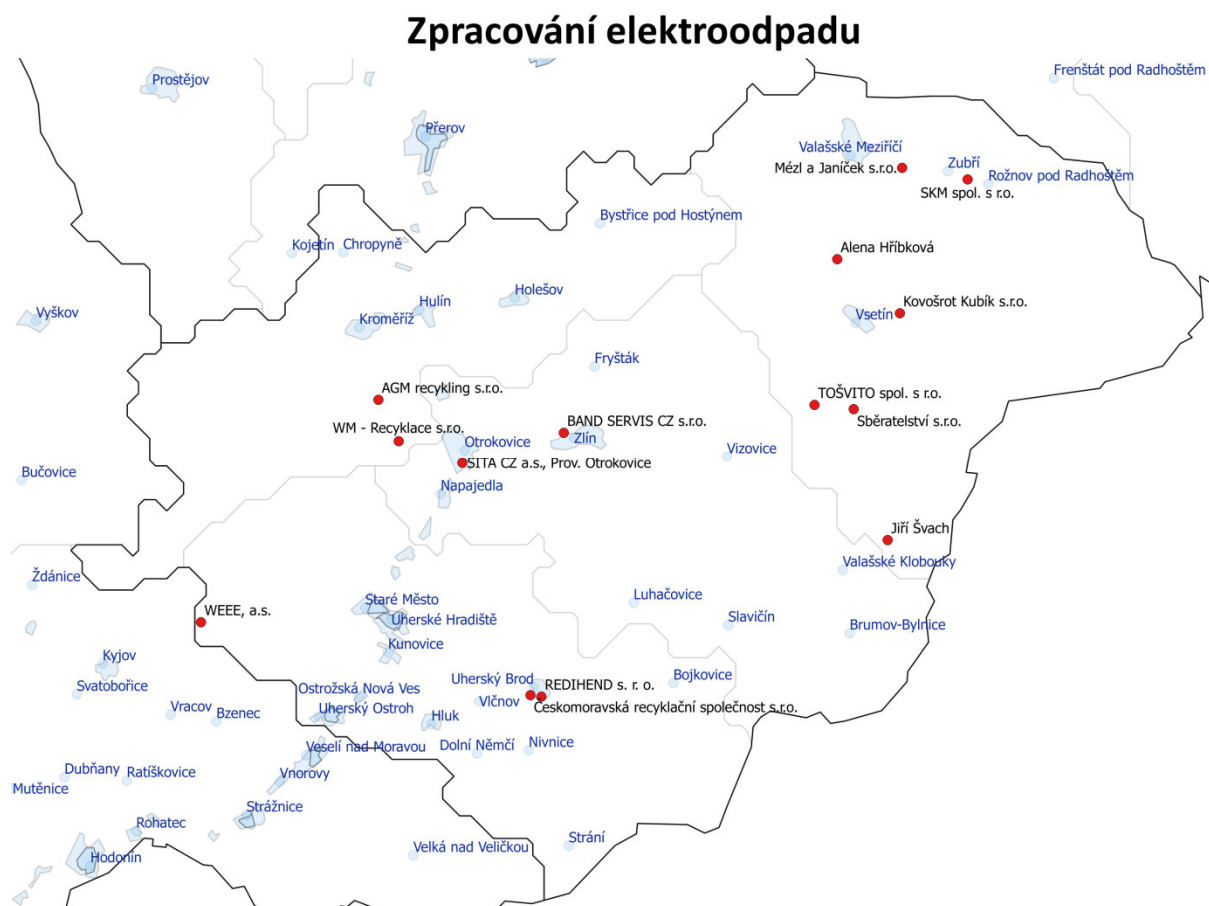 Zpracování elektroodpadu
Prostějov
Frenštát pod Radhoštěm
Přerov
Valašské Meziříčí
Mézl a Janíček s.r.o.
Zubří
Rožnov pod Radhoštěm
SKM spol. s r.o.
Bystřice pod Hostýnem
Kojetín
Chropyně
Alena Hříbková
Holešov
Hulín
Kroměříž
Vyškov
Kovošrot Kubík s.r.o.
Vsetín
Fryšták
AGM recykling s.r.o.
TOŠVITO spol. s r.o.
Sběratelství s.r.o.
WM - Recyklace s.r.o.
BAND SERVIS CZ s.r.o.
Zlín
Otrokovice
SITA CZ a.s., Prov. Otrokovice
Vizovice
Bučovice
Napajedla
Jiří Švach
Valašské Klobouky
Ždánice
WEEE, a.s.
Staré Město
Uherské Hradiště
Luhačovice
Slavičín
Brumov-Bylnice
Kunovice
Kyjov
Svatobořice
Uherský Brod
REDIHEND s. r. o.
Bojkovice
Ostrožská Nová Ves
Uherský Ostroh
Vlčnov
Českomoravská recyklační společnost s.r.o.
Vracov
Bzenec
Hluk
Veselí nad Moravou
Dolní Němčí
Nivnice
Dubňany
Ratíškovice
Vnorovy
Mutěnice
Strážnice
Rohatec
Hodonín
Velká nad Veličkou
Strání